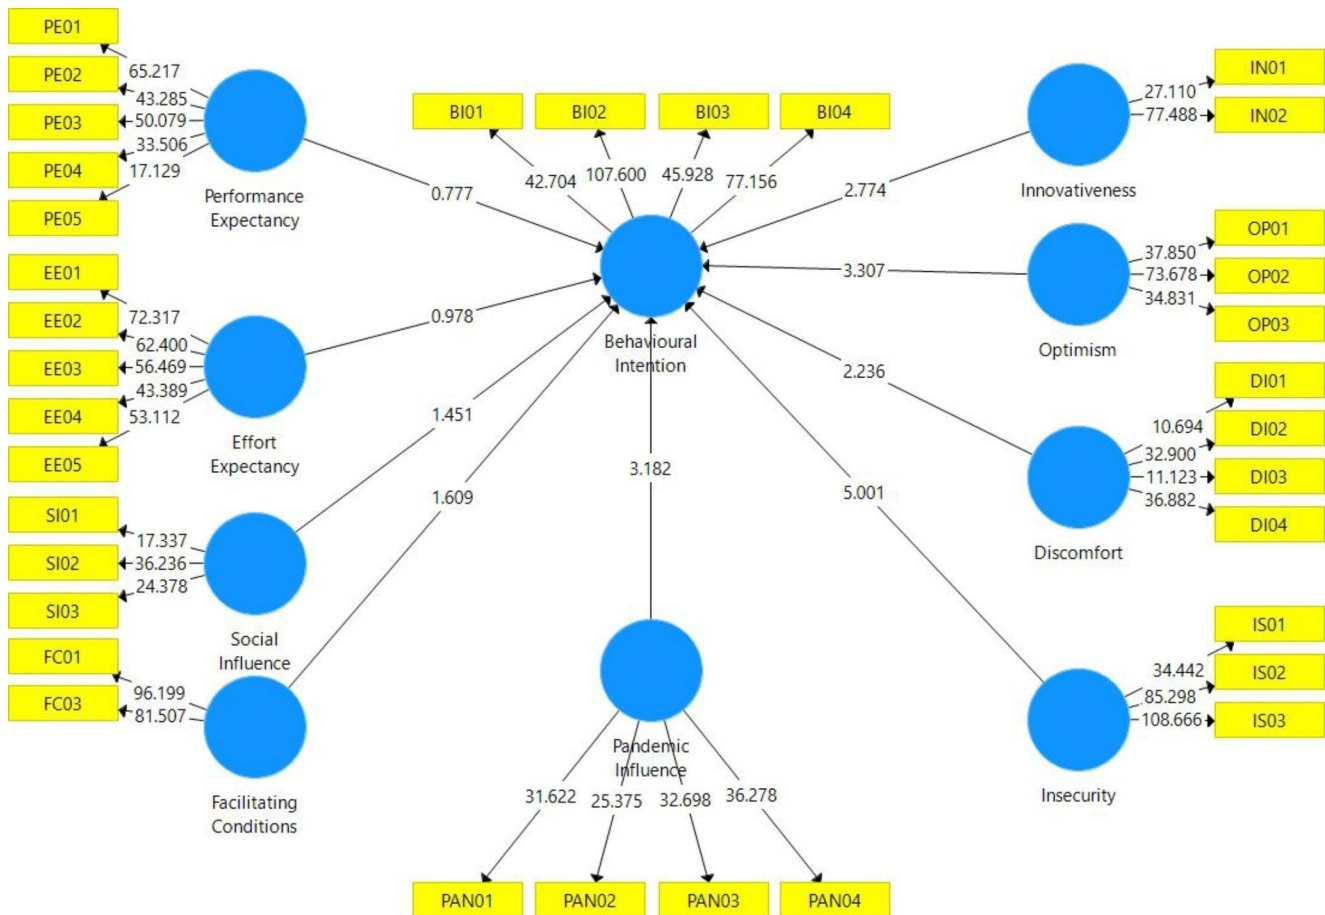 PE01
PE02
PE03
PE04
PE05
65.217
43.285
50.079
33.506
17.129
Performance
Expectancy
0.777
EE01
EE02
EE03
EE04
EE05
72.317
62.400
56.469
43.389
53.112
Effort
Expectancy
0.978
SI01
SI02
SI03
17.337
36.236
24.378
Social
Influence
1.451
FC01
FC03
96.199
81.507
Facilitating
Conditions
1.609
BI01
BI02
BI03
BI04
42.704
107.600
45.928
77.156
Behavioural
Intention
3.182
Pandemic
Influence
31.622
25.375
32.698
36.278
PAN01
PAN02
PAN03
PAN04
IN01
IN02
27.110
77.488
Innovativeness
2.774
OP01
OP02
OP03
37.850
73.678
34.831
Optimism
3.307
DI01
DI02
DI03
DI04
10.694
32.900
11.123
36.882
Discomfort
2.236
IS01
IS02
IS03
34.442
85.298
108.666
Insecurity
5.001